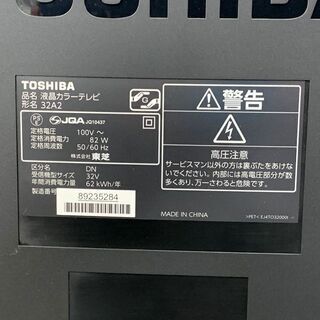 TOSHIBA
TOSHIBA
品名 液晶カラーテレビ
形名 32A2
PS E JQA JQ10437
定格電圧: 100V～
定格消費電力: 82 W
定格周波数: 50/60 Hz
株式会社 東芝
区分名: DN
受信機型サイズ: 32V
年間消費電力量: 62 kWh/年
製造番号
89235284
警告
高圧注意
サービスマン以外の方は裏ぶたをあけな
いでください。内部には高電圧部分が数
多くあり、万一さわると危険です。
MADE IN CHINA